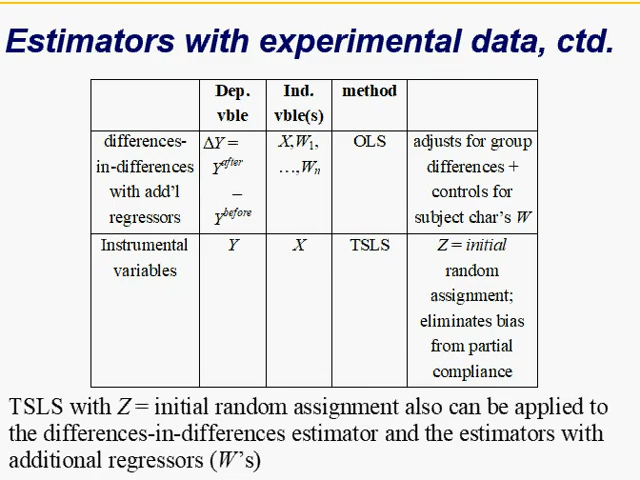 Estimators with experimental data, ctd.
Dep. vble
Ind. vble(s)
method
differences-
in-differences
with add'l
regressors
ΔY =
Y^after
–
Y^before
X,W₁,
…,Wₙ
OLS
adjusts for group
differences +
controls for
subject char's W
Instrumental
variables
Y
X
TSLS
Z = initial
random
assignment;
eliminates bias
from partial
compliance
TSLS with Z = initial random assignment also can be applied to
the differences-in-differences estimator and the estimators with
additional regressors (W's)